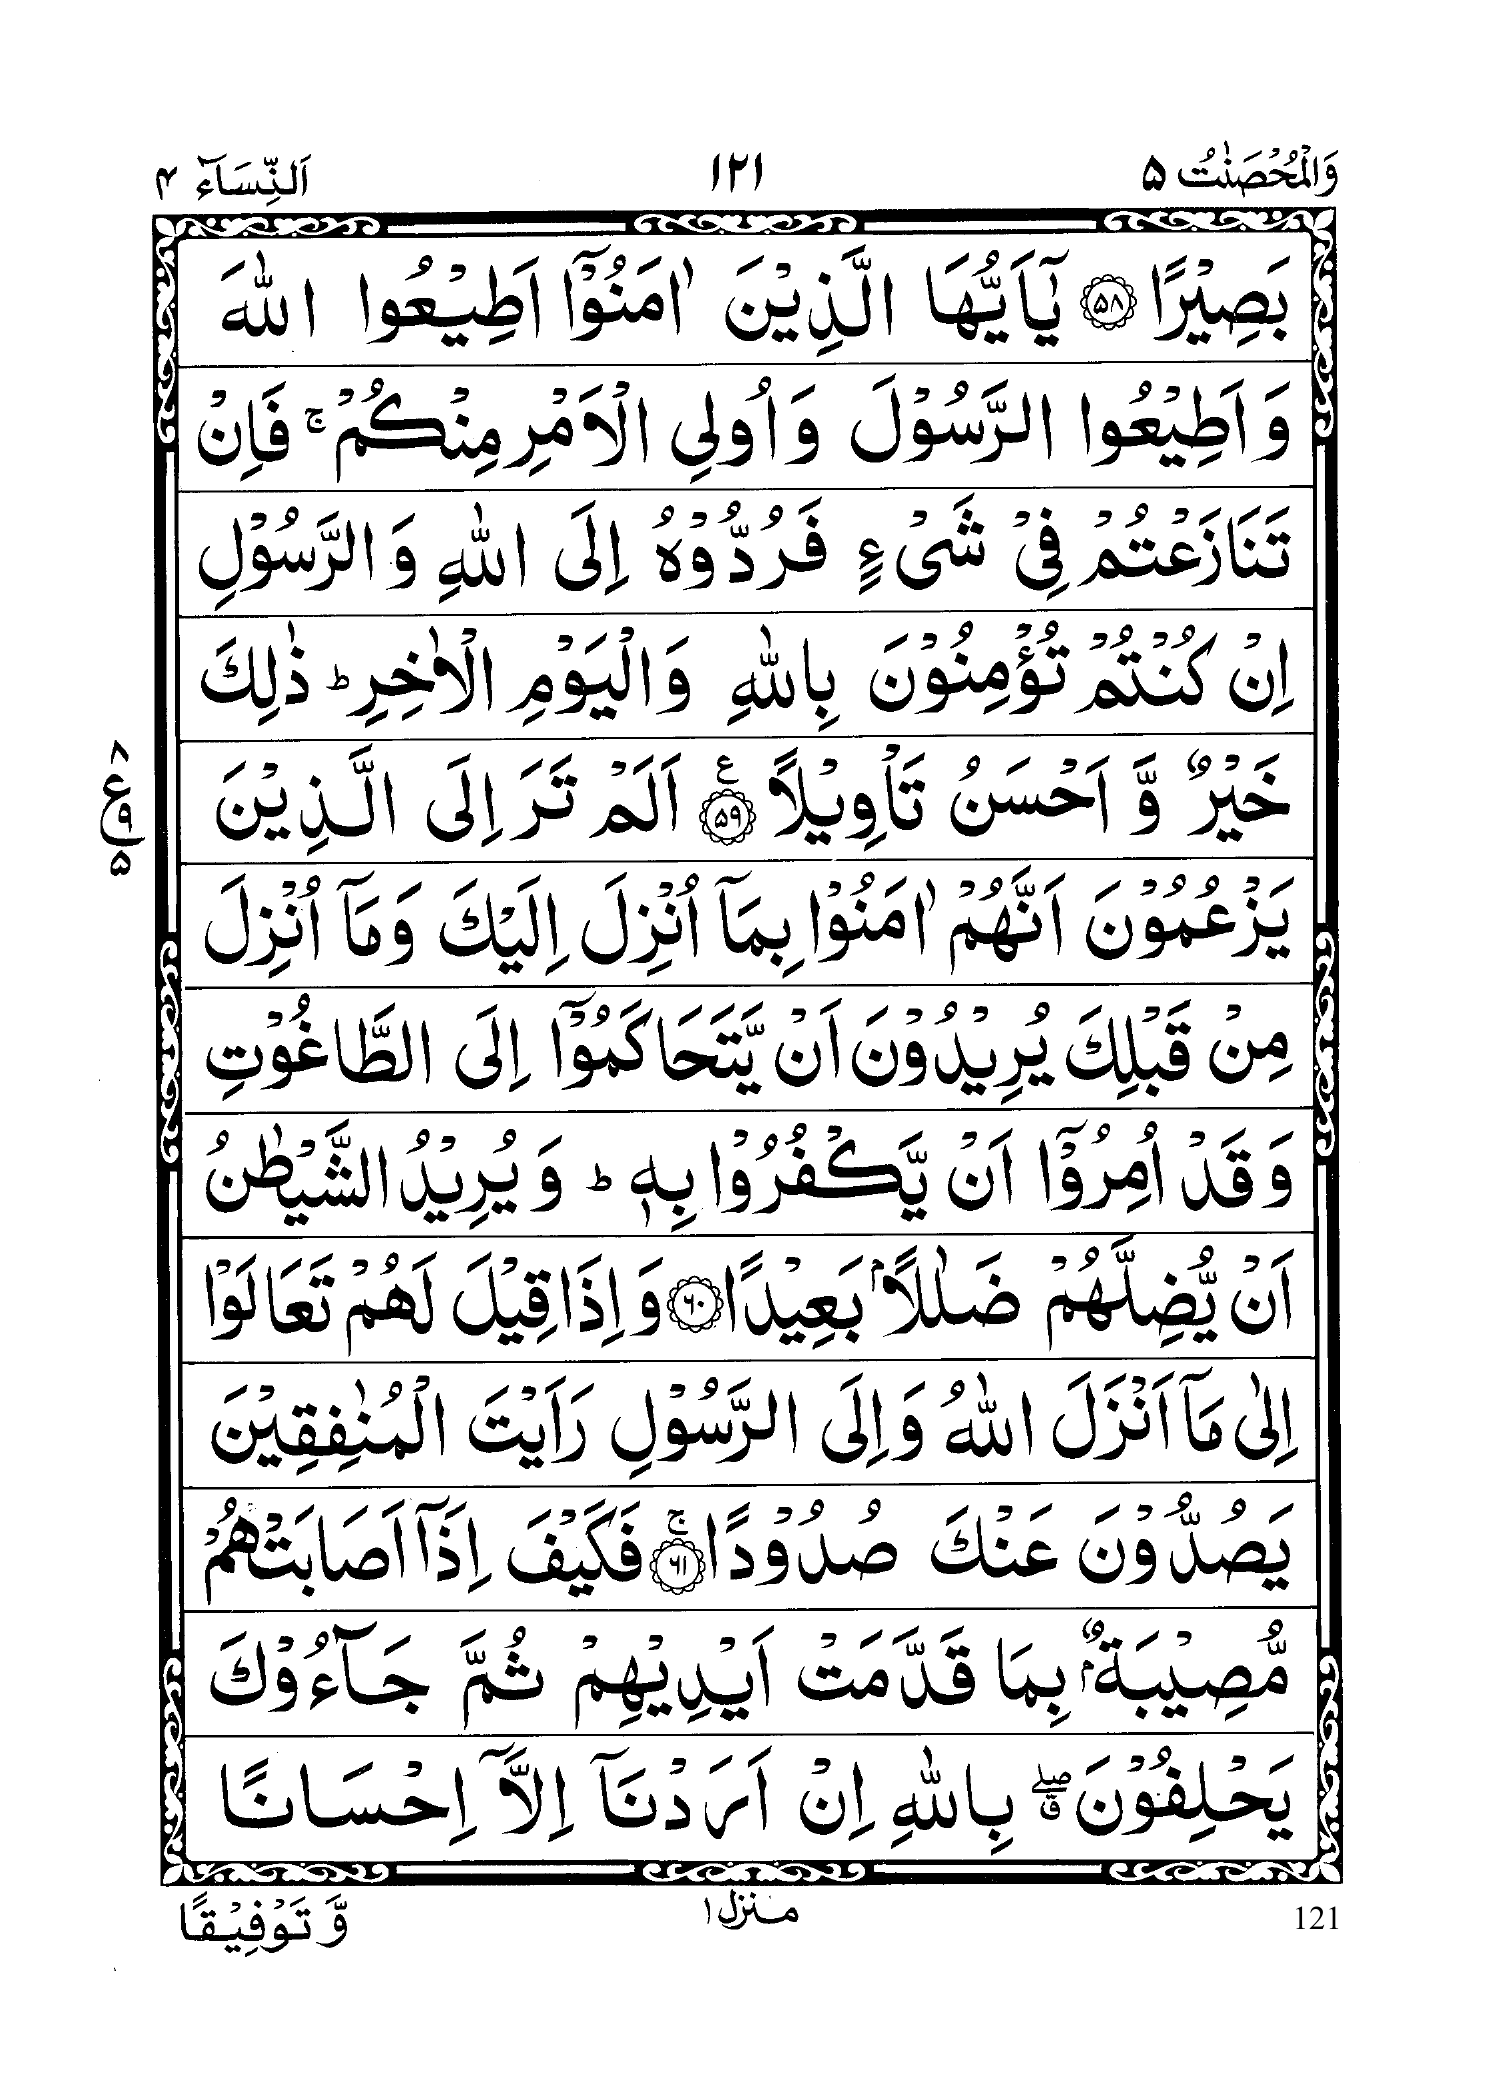 وَالْمُحْصَنٰتُ ۵ ۱۲۱ اَلنِّسَآء ۴
بَصِيْرًا ﴿۵۸﴾ يٰٓاَيُّهَا الَّذِيْنَ اٰمَنُوْٓا اَطِيْعُوا اللّٰهَ
وَ اَطِيْعُوا الرَّسُوْلَ وَ اُولِي الْاَمْرِ مِنْكُمْ ۚ فَاِنْ
تَنَازَعْتُمْ فِيْ شَيْءٍ فَرُدُّوْهُ اِلَى اللّٰهِ وَ الرَّسُوْلِ
اِنْ كُنْتُمْ تُؤْمِنُوْنَ بِاللّٰهِ وَ الْيَوْمِ الْاٰخِرِ ؕ ذٰلِكَ
خَيْرٌ وَّ اَحْسَنُ تَاْوِيْلًا ﴿۵۹﴾ ع اَلَمْ تَرَ اِلَى الَّذِيْنَ
۸ ع ۹ ۵
يَزْعُمُوْنَ اَنَّهُمْ اٰمَنُوْا بِمَآ اُنْزِلَ اِلَيْكَ وَمَآ اُنْزِلَ
مِنْ قَبْلِكَ يُرِيْدُوْنَ اَنْ يَّتَحَاكَمُوْٓا اِلَى الطَّاغُوْتِ
وَ قَدْ اُمِرُوْٓا اَنْ يَّكْفُرُوْا بِهٖ ؕ وَ يُرِيْدُ الشَّيْطٰنُ
اَنْ يُّضِلَّهُمْ ضَلٰلًاۢ بَعِيْدًا ﴿۶۰﴾ وَ اِذَا قِيْلَ لَهُمْ تَعَالَوْا
اِلٰى مَآ اَنْزَلَ اللّٰهُ وَ اِلَى الرَّسُوْلِ رَاَيْتَ الْمُنٰفِقِيْنَ
يَصُدُّوْنَ عَنْكَ صُدُوْدًا ﴿۶۱﴾ ۚ فَكَيْفَ اِذَآ اَصَابَتْهُمْ
مُّصِيْبَةٌۢ بِمَا قَدَّمَتْ اَيْدِيْهِمْ ثُمَّ جَآءُوْكَ
يَحْلِفُوْنَ ۖۗ بِاللّٰهِ اِنْ اَرَدْنَآ اِلَّآ اِحْسَانًا
121 منزل ۱ وَّ تَوْفِيْقًا